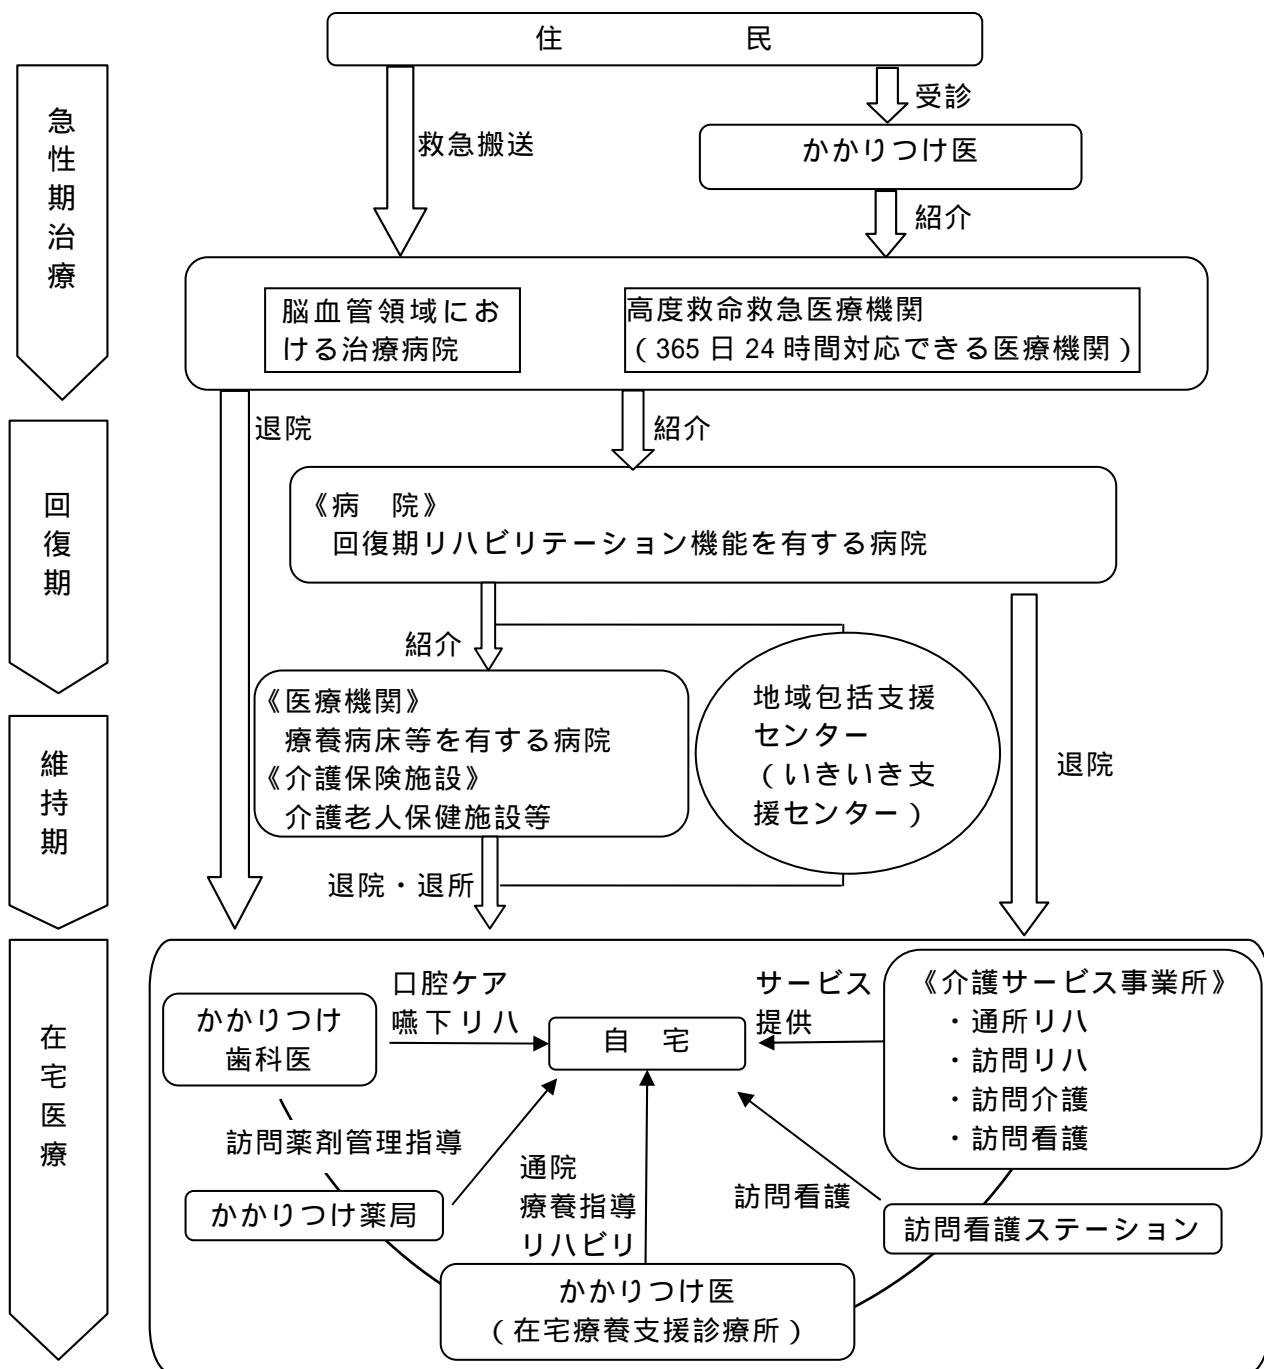 住　　　民
急性期治療
受診
救急搬送
かかりつけ医
紹介
脳血管領域にお
ける治療病院
高度救命救急医療機関
（365 日 24 時間対応できる医療機関）
退院
紹介
回復期
《病　院》
回復期リハビリテーション機能を有する病院
紹介
維持期
《医療機関》
療養病床等を有する病院
《介護保険施設》
介護老人保健施設等
地域包括支援
センター
（いきいき支
援センター）
退院
退院・退所
在宅医療
かかりつけ
歯科医
口腔ケア
嚥下リハ
自　宅
サービス
提供
《介護サービス事業所》
・通所リハ
・訪問リハ
・訪問介護
・訪問看護
訪問薬剤管理指導
かかりつけ薬局
通院
療養指導
リハビリ
訪問看護
訪問看護ステーション
かかりつけ医
（在宅療養支援診療所）